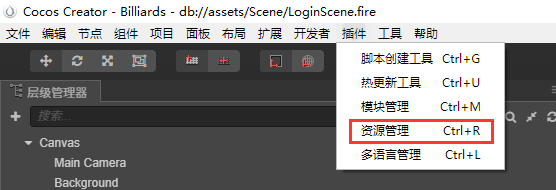 Cocos Creator - Billiards - db://assets/Scene/LoginScene.fire
文件 编辑 节点 组件 项目 面板 布局 扩展 开发者 插件 工具 帮助
脚本创建工具 Ctrl+G
热更新工具 Ctrl+U
层级管理器
模块管理 Ctrl+M
搜索...
资源管理 Ctrl+R
Canvas
多语言管理 Ctrl+L
Main Camera
Background